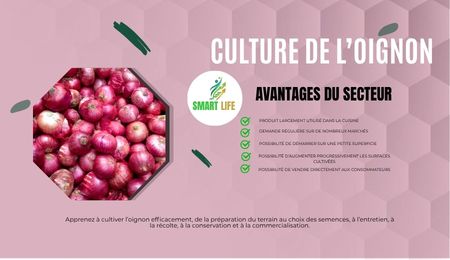 CULTURE DE L'OIGNON
SMART LIFE
AVANTAGES DU SECTEUR
PRODUIT LARGEMENT UTILISÉ DANS LA CUISINE
DEMANDE RÉGULIÈRE SUR DE NOMBREUX MARCHÉS
POSSIBILITÉ DE DÉMARRER SUR UNE PETITE SUPERFICIE
POSSIBILITÉ D'AUGMENTER PROGRESSIVEMENT LES SURFACES
CULTIVÉES
POSSIBILITÉ DE VENDRE DIRECTEMENT AUX CONSOMMATEURS
Apprenez à cultiver l'oignon efficacement, de la préparation du terrain au choix des semences, à l'entretien, à
la récolte, à la conservation et à la commercialisation.